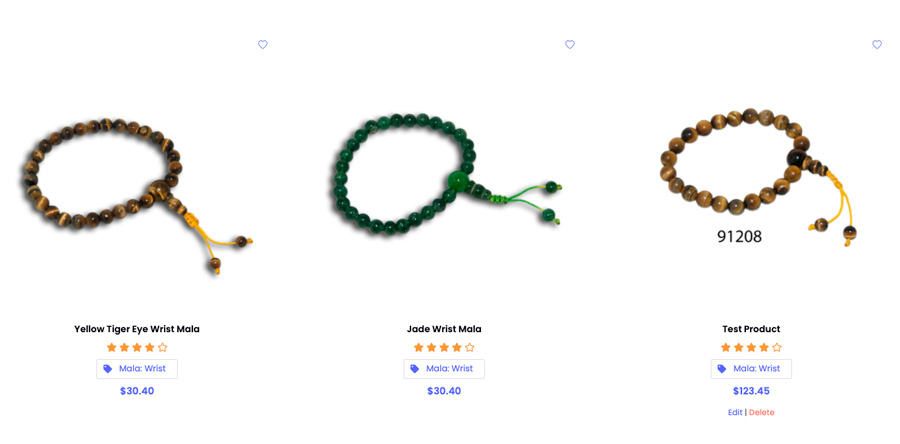 91208
Yellow Tiger Eye Wrist Mala
Mala: Wrist
$30.40
Jade Wrist Mala
Mala: Wrist
$30.40
Test Product
Mala: Wrist
$123.45
Edit | Delete